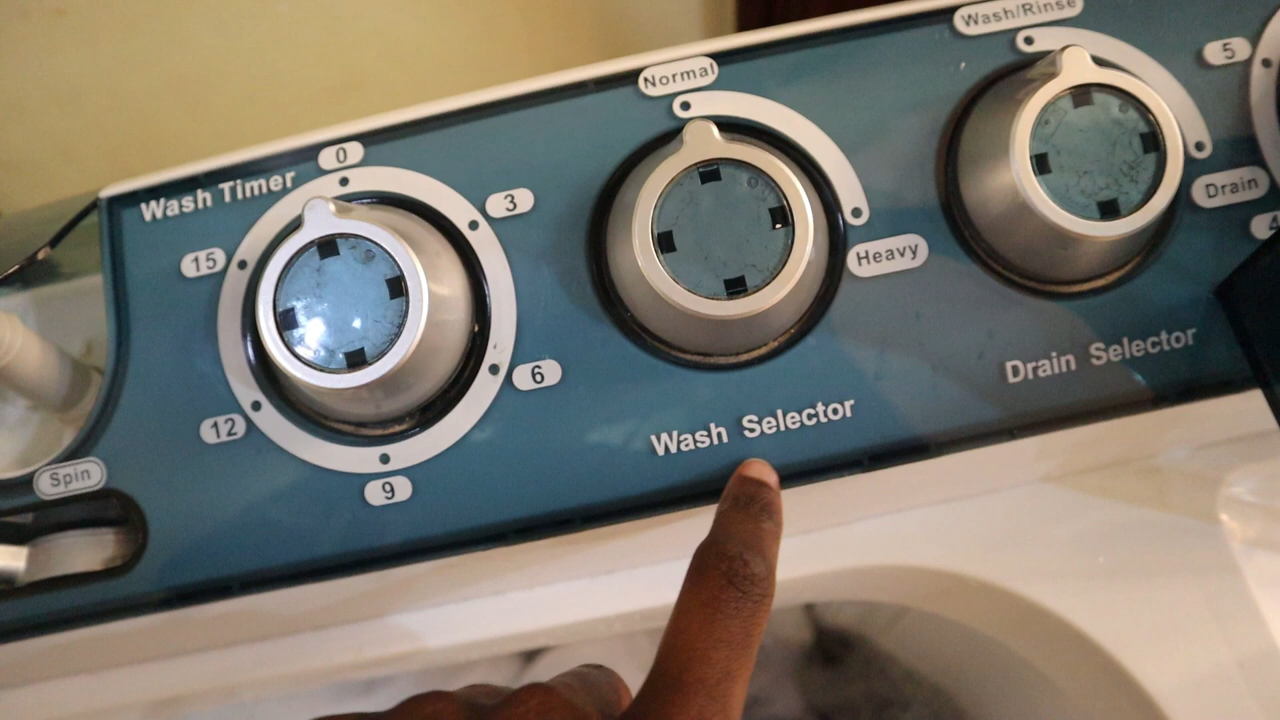 Wash/Rinse
Normal
5
0
Wash Timer
3
Drain
15
4
Heavy
Drain Selector
6
Wash Selector
12
Spin
9